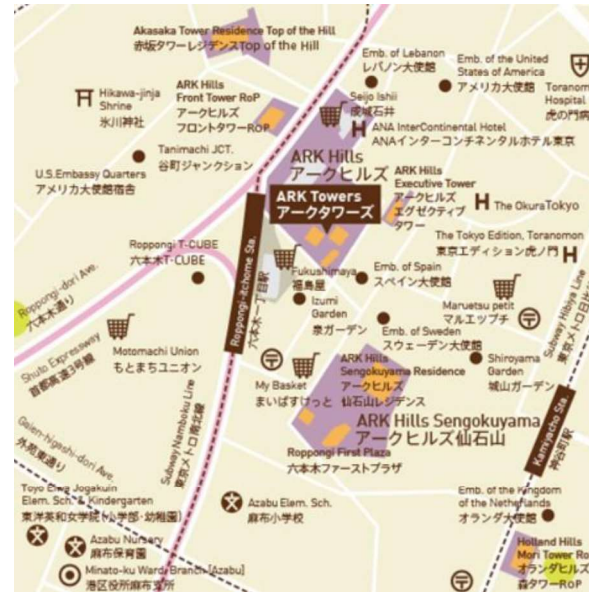 Akasaka Tower Residence Top of the Hill
赤坂タワーレジデンスTop of the Hill
Emb. of Lebanon
レバノン大使館
Emb. of the United
States of America
アメリカ大使館
Toranom
Hospital
虎の門病
Hikawa-jinja
Shrine
氷川神社
ARK Hills
Front Tower RoP
アークヒルズ
フロントタワーROP
Seijo Ishii
成城石井
ANA InterContinental Hotel
ANAインターコンチネンタルホテル東京
Tanimachi JCT.
谷町ジャンクション
ARK Hills
アークヒルズ
U.S.Embassy Quarters
アメリカ大使館宿舎
ARK Hills
Executive Tower
アークヒルズ
エグゼクティブ
タワー
ARK Towers
アークタワーズ
The OkuraTokyo
The Tokyo Edition, Toranomon
東京エディション虎ノ門
Roppongi T-CUBE
六本木T-CUBE
Roppongi-itchome Sta.
六本木一丁目駅
Fukushimaya
福島屋
Emb. of Spain
スペイン大使館
Izumi
Garden
泉ガーデン
Maruetsu petit
マルエツプチ
Subway Hibiya Line
東京メトロ日比
Roppongi-dori Ave.
六本木通り
Shuto Expressway
首都高速3号線
Motomachi Union
もとまちユニオン
Emb. of Sweden
スウェーデン大使館
Shiroyama
Garden
城山ガーデン
My Basket
まいばすけっと
ARK Hills
Sengokuyama Residence
アークヒルズ
仙石山レジデンス
ARK Hills Sengokuyama
アークヒルズ仙石山
Gaien-higashi-dori Ave.
外苑東通り
Subway Namboku Line
東京メトロ南北線
Roppongi First Plaza
六本木ファーストプラザ
Kamiyacho Sta.
神谷町駅
Toyo Eiwa Jogakuin
Elem. Sch. & Kindergarten
東洋英和女学院(小学部・幼稚園)
Azabu Elem. Sch.
麻布小学校
Emb. of the Kingdom
of the Netherlands
オランダ大使館
Azabu Nursery
麻布保育園
Minato-ku Ward Branch [Azabu]
港区役所麻布支所
Holland Hills
Mori Tower Ro
オランダヒルズ
森タワーRoP